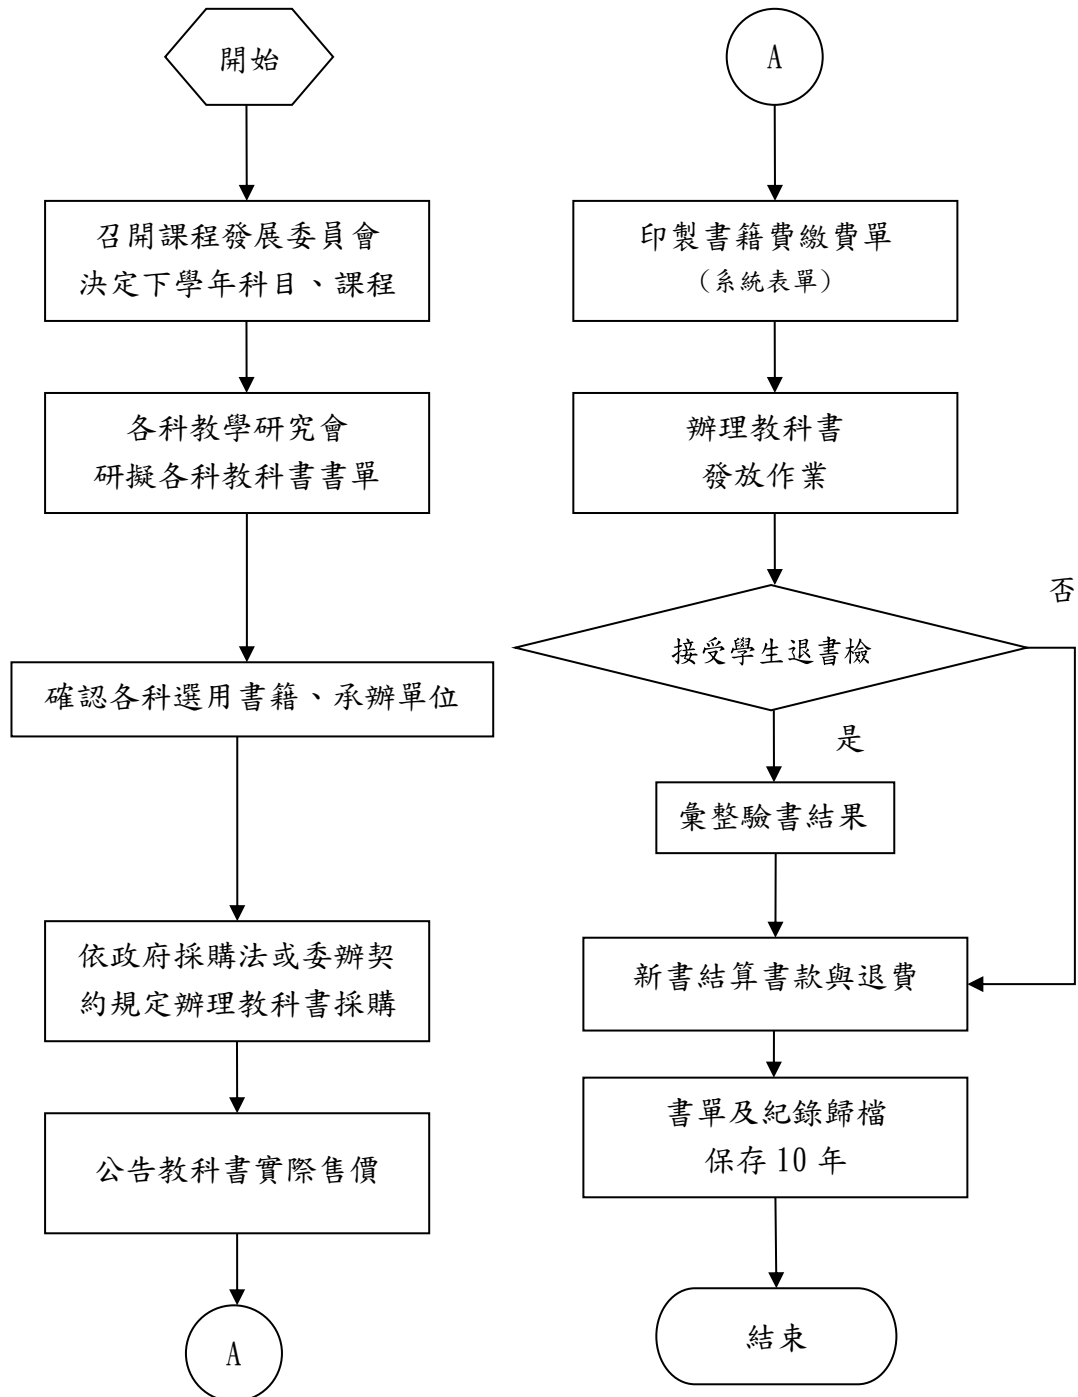 開始
召開課程發展委員會
決定下學年科目、課程
各科教學研究會
研擬各科教科書書單
確認各科選用書籍、承辦單位
依政府採購法或委辦契
約規定辦理教科書採購
公告教科書實際售價
A
A
印製書籍費繳費單
(系統表單)
辦理教科書
發放作業
接受學生退書檢
否
是
彙整驗書結果
新書結算書款與退費
書單及紀錄歸檔
保存 10 年
結束